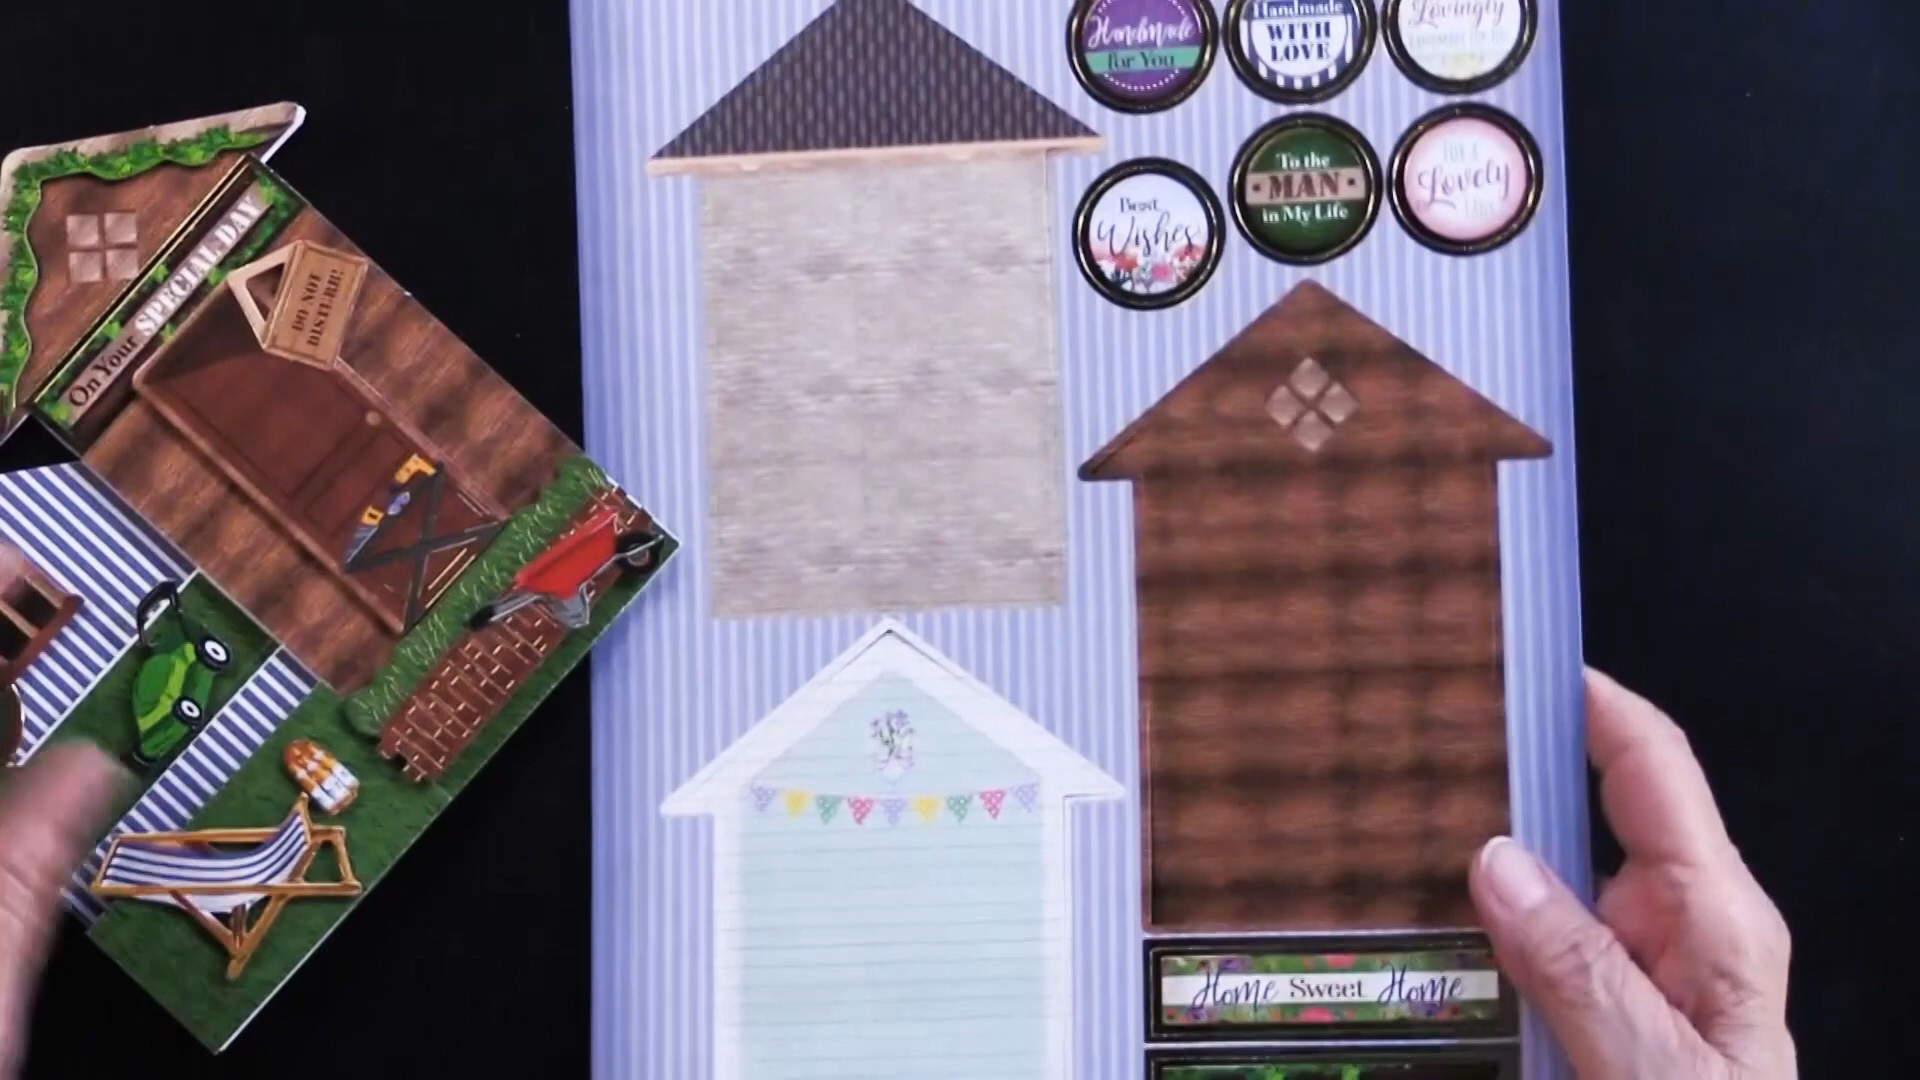 Handmade
for You
Handmade
WITH
LOVE
Lovingly
Best
Wishes
To the
MAN
in My Life
Lovely
On Your SPECIAL DAY
DO NOT
DISTURB!
Home Sweet Home